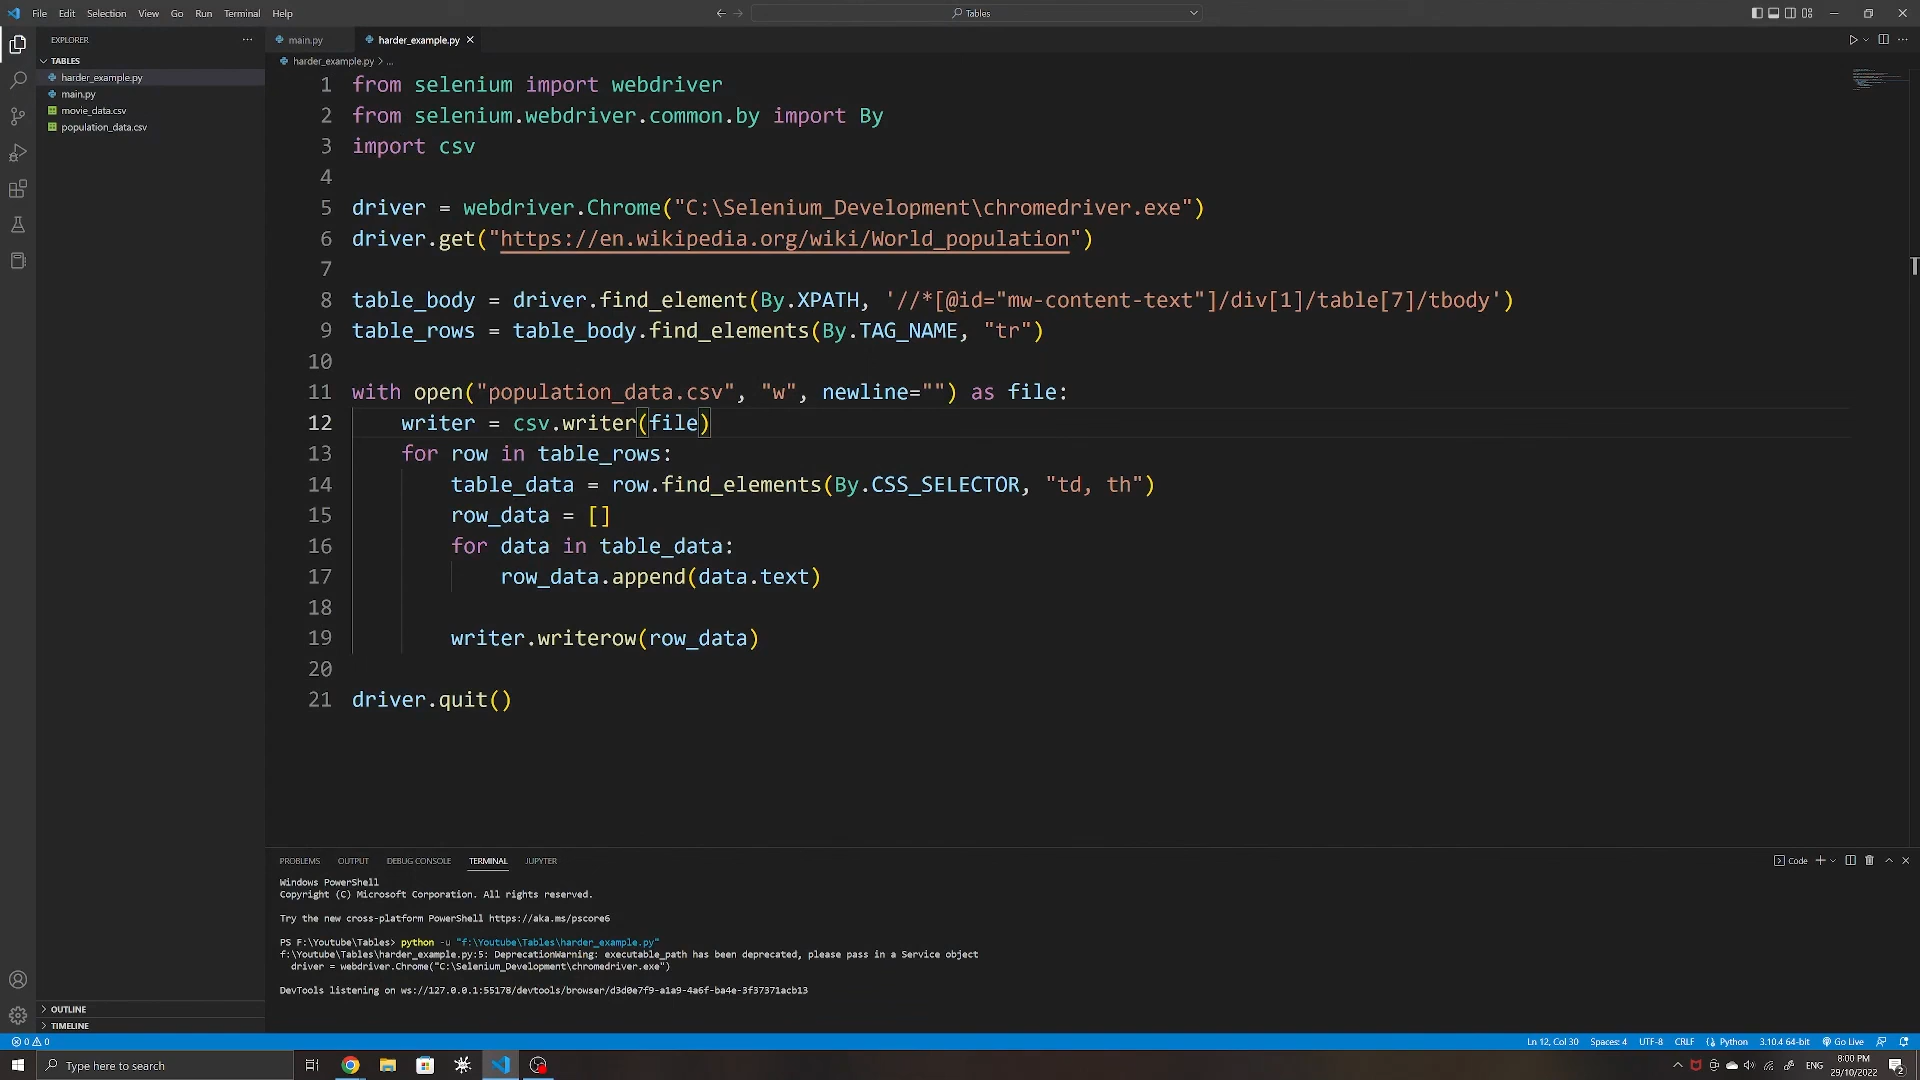 File Edit Selection View Go Run Terminal Help
Tables
EXPLORER
TABLES
harder_example.py
main.py
movie_data.csv
population_data.csv
OUTLINE
TIMELINE
main.py harder_example.py
harder_example.py > ...
1 from selenium import webdriver
2 from selenium.webdriver.common.by import By
3 import csv
4
5 driver = webdriver.Chrome("C:\Selenium_Development\chromedriver.exe")
6 driver.get("https://en.wikipedia.org/wiki/World_population")
7
8 table_body = driver.find_element(By.XPATH, '//*[@id="mw-content-text"]/div[1]/table[7]/tbody')
9 table_rows = table_body.find_elements(By.TAG_NAME, "tr")
10
11 with open("population_data.csv", "w", newline="") as file:
12     writer = csv.writer(file)
13     for row in table_rows:
14         table_data = row.find_elements(By.CSS_SELECTOR, "td, th")
15         row_data = []
16         for data in table_data:
17             row_data.append(data.text)
18
19         writer.writerow(row_data)
20
21 driver.quit()
PROBLEMS OUTPUT DEBUG CONSOLE TERMINAL JUPYTER
Code
Windows PowerShell
Copyright (C) Microsoft Corporation. All rights reserved.
Try the new cross-platform PowerShell https://aka.ms/pscore6
PS F:\Youtube\Tables> python -u "f:\Youtube\Tables\harder_example.py"
f:\Youtube\Tables\harder_example.py:5: DeprecationWarning: executable_path has been deprecated, please pass in a Service object
  driver = webdriver.Chrome("C:\Selenium_Development\chromedriver.exe")
DevTools listening on ws://127.0.0.1:55178/devtools/browser/d3d0e7f9-a1a9-4a6f-ba4e-3f37371acb13
0 0 Ln 12, Col 30 Spaces: 4 UTF-8 CRLF Python 3.10.4 64-bit Go Live
Type here to search
ENG
8:00 PM
29/10/2022
2